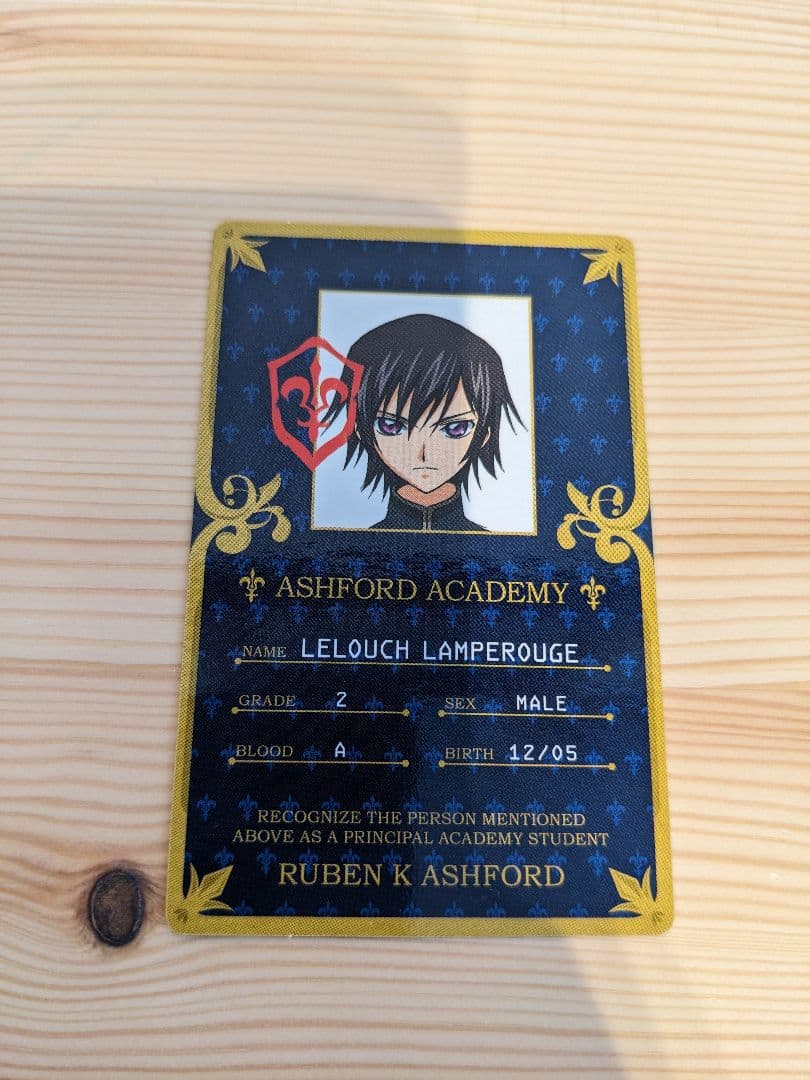 ASHFORD ACADEMY
NAME LELOUCH LAMPEROUGE
GRADE 2 SEX MALE
BLOOD A BIRTH 12/05
RECOGNIZE THE PERSON MENTIONED
ABOVE AS A PRINCIPAL ACADEMY STUDENT
RUBEN K ASHFORD